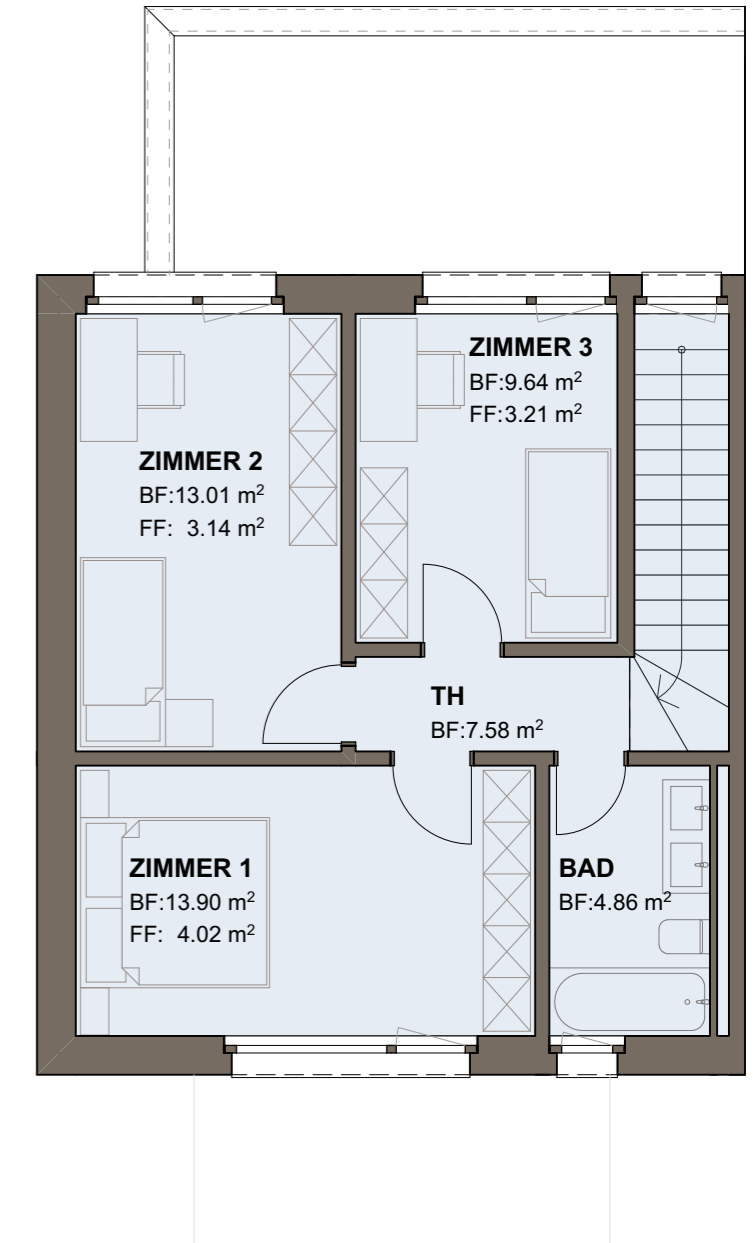 ZIMMER 3
BF:9.64 m²
FF:3.21 m²
ZIMMER 2
BF:13.01 m²
FF: 3.14 m²
TH
BF:7.58 m²
ZIMMER 1
BF:13.90 m²
FF: 4.02 m²
BAD
BF:4.86 m²